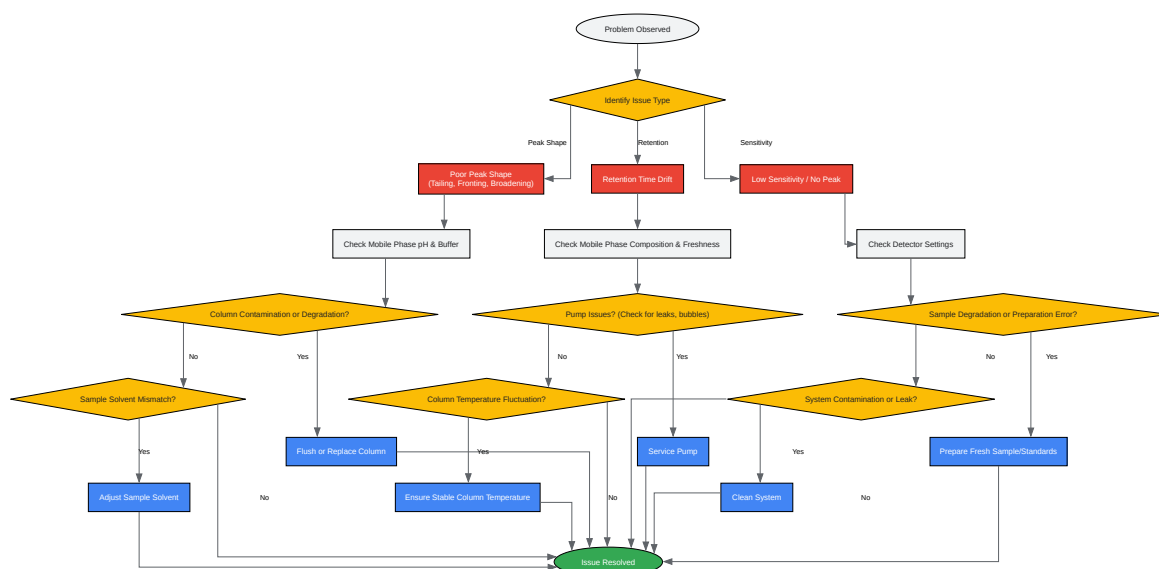 Problem Observed
Identify Issue Type
Peak Shape
Retention
Sensitivity
Poor Peak Shape
(Tailing, Fronting, Broadening)
Retention Time Drift
Low Sensitivity / No Peak
Check Mobile Phase pH & Buffer
Check Mobile Phase Composition & Freshness
Check Detector Settings
Column Contamination or Degradation?
Pump Issues? (Check for leaks, bubbles)
Sample Degradation or Preparation Error?
No
Yes
No
Yes
No
Yes
Sample Solvent Mismatch?
Column Temperature Fluctuation?
System Contamination or Leak?
Yes
Flush or Replace Column
Yes
Service Pump
Yes
Prepare Fresh Sample/Standards
Adjust Sample Solvent
No
Ensure Stable Column Temperature
No
Clean System
No
Issue Resolved